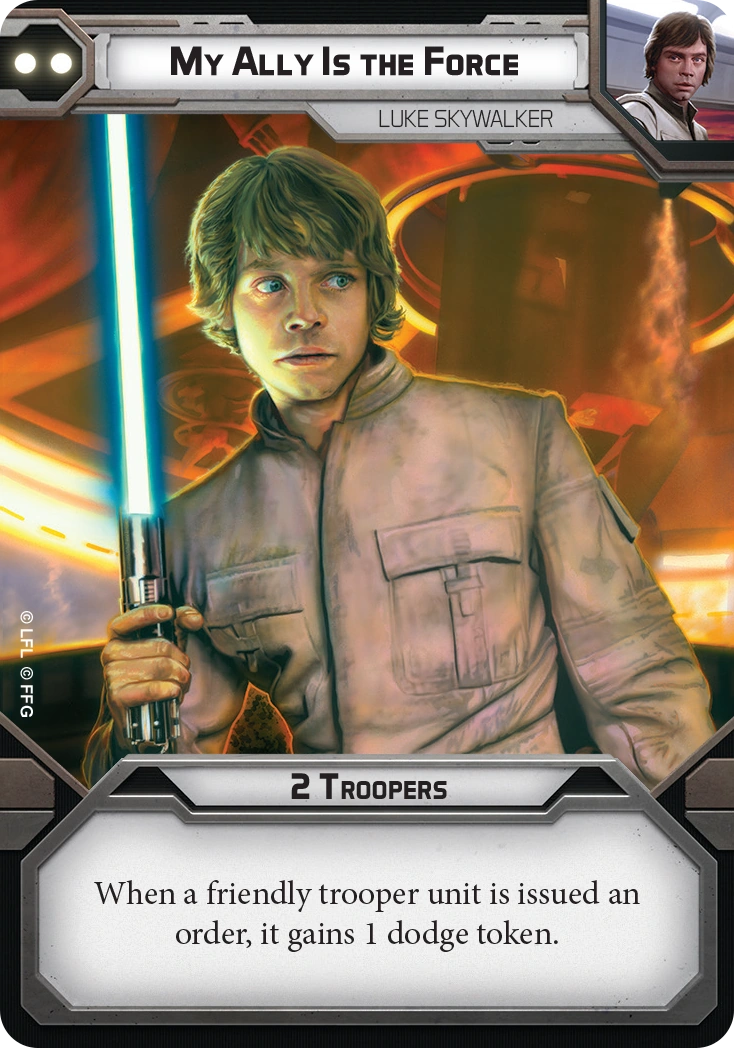 My Ally Is the Force
LUKE SKYWALKER
© LFL © FFG
2 Troopers
When a friendly trooper unit is issued an
order, it gains 1 dodge token.